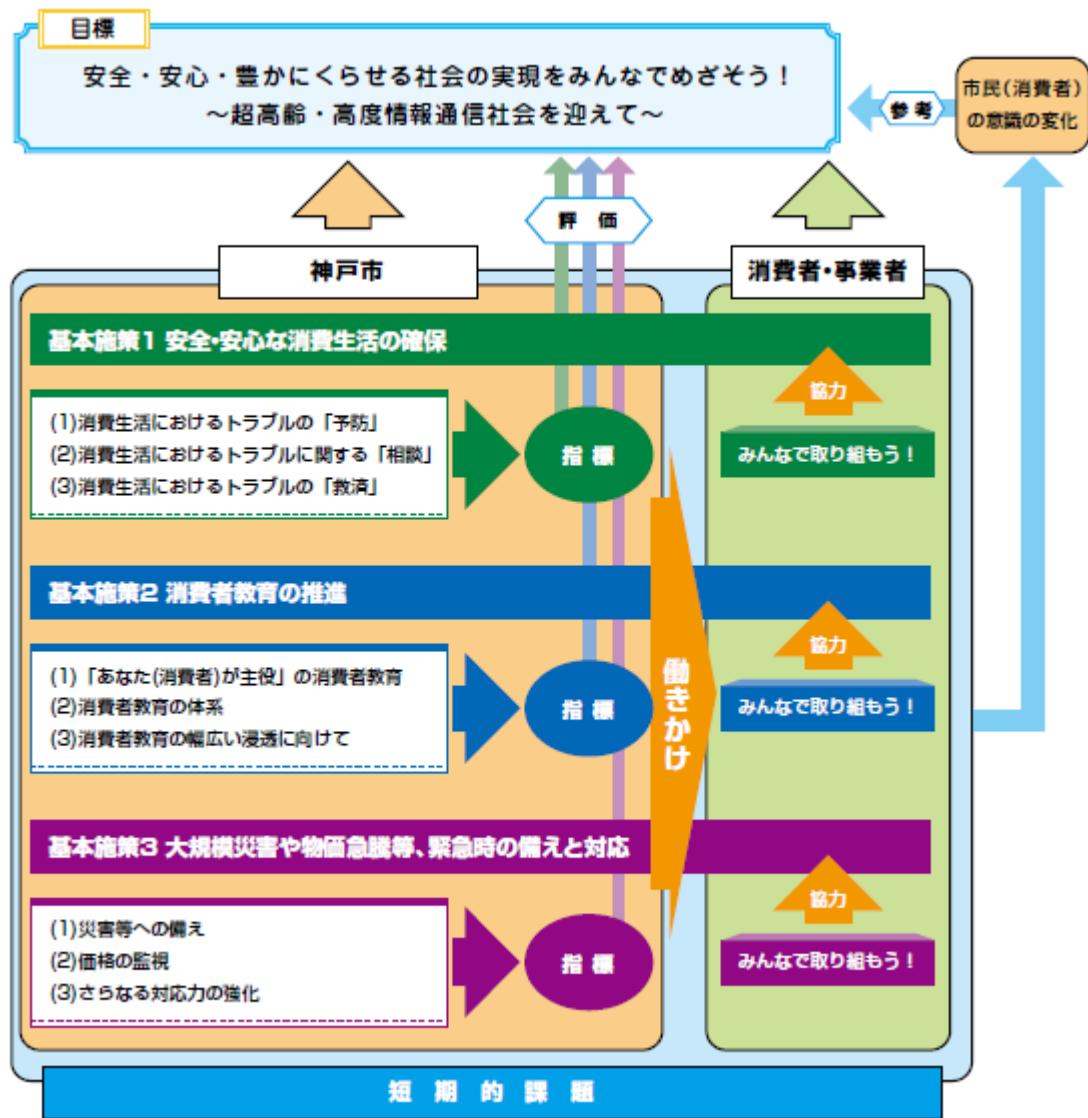 目標
安全・安心・豊かにくらせる社会の実現をみんなでめざそう!
～超高齢・高度情報通信社会を迎えて～
参考
市民(消費者)
の意識の変化
評価
神戸市
消費者・事業者
基本施策1 安全・安心な消費生活の確保
(1)消費生活におけるトラブルの「予防」
(2)消費生活におけるトラブルに関する「相談」
(3)消費生活におけるトラブルの「救済」
指標
協力
みんなで取り組もう!
基本施策2 消費者教育の推進
(1)「あなた(消費者)が主役」の消費者教育
(2)消費者教育の体系
(3)消費者教育の幅広い浸透に向けて
指標
働きかけ
協力
みんなで取り組もう!
基本施策3 大規模災害や物価急騰等、緊急時の備えと対応
(1)災害等への備え
(2)価格の監視
(3)さらなる対応力の強化
指標
協力
みんなで取り組もう!
短期的課題